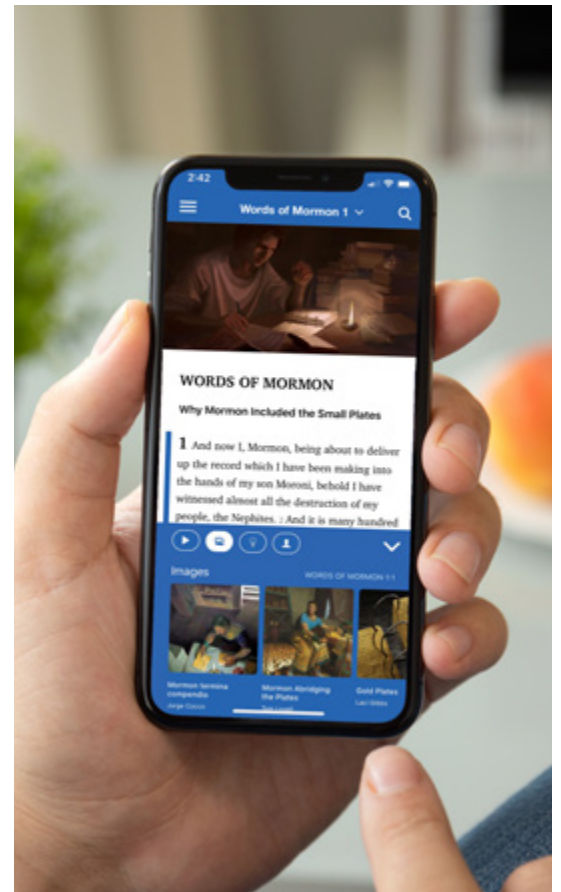 2:42
Words of Mormon 1
WORDS OF MORMON
Why Mormon Included the Small Plates
1 And now I, Mormon, being about to deliver
up the record which I have been making into
the hands of my son Moroni, behold I have
witnessed almost all the destruction of my
people, the Nephites. 2 And it is many hundred
Images
WORDS OF MORMON 1:1
Mormon termina
compendio
Jorge Cocco
Mormon Abridging
the Plates
Tom Lovell
Gold Plates